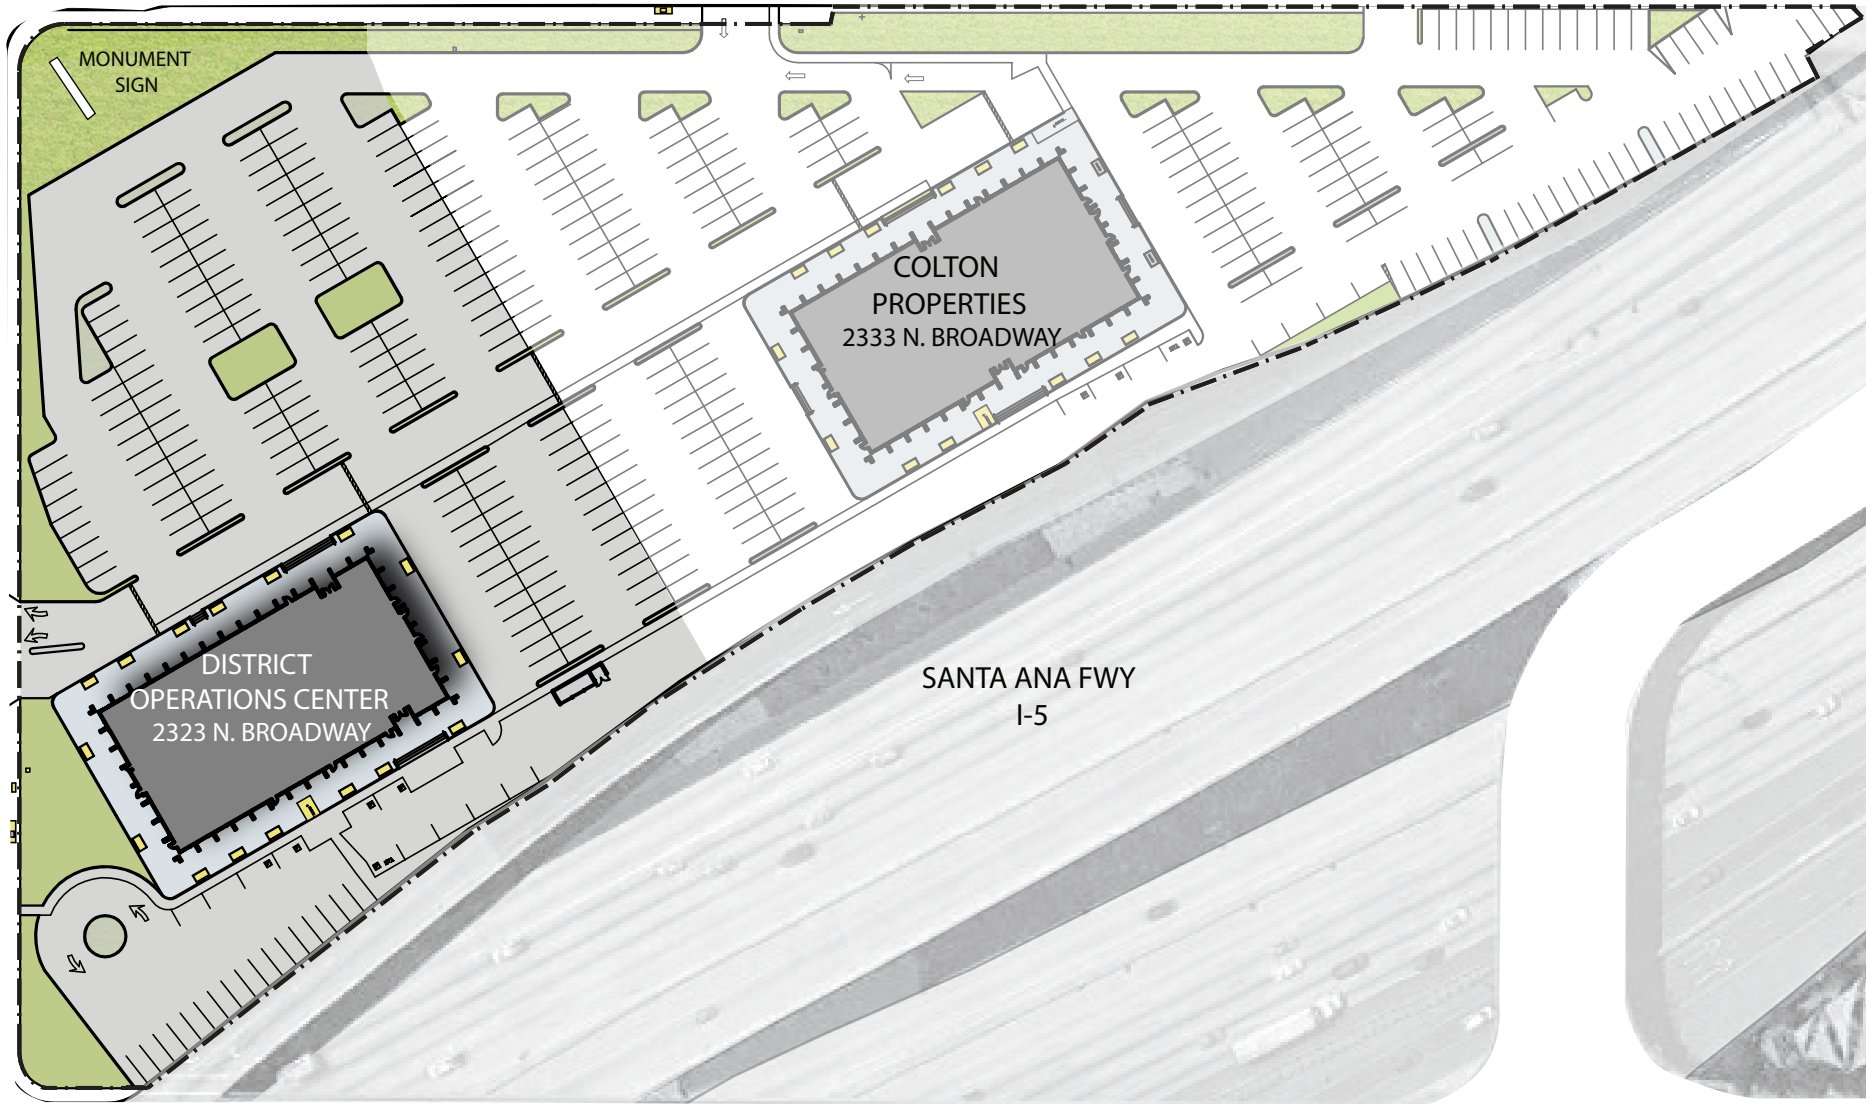 MONUMENT
SIGN
COLTON
PROPERTIES
2333 N. BROADWAY
DISTRICT
OPERATIONS CENTER
2323 N. BROADWAY
SANTA ANA FWY
I-5